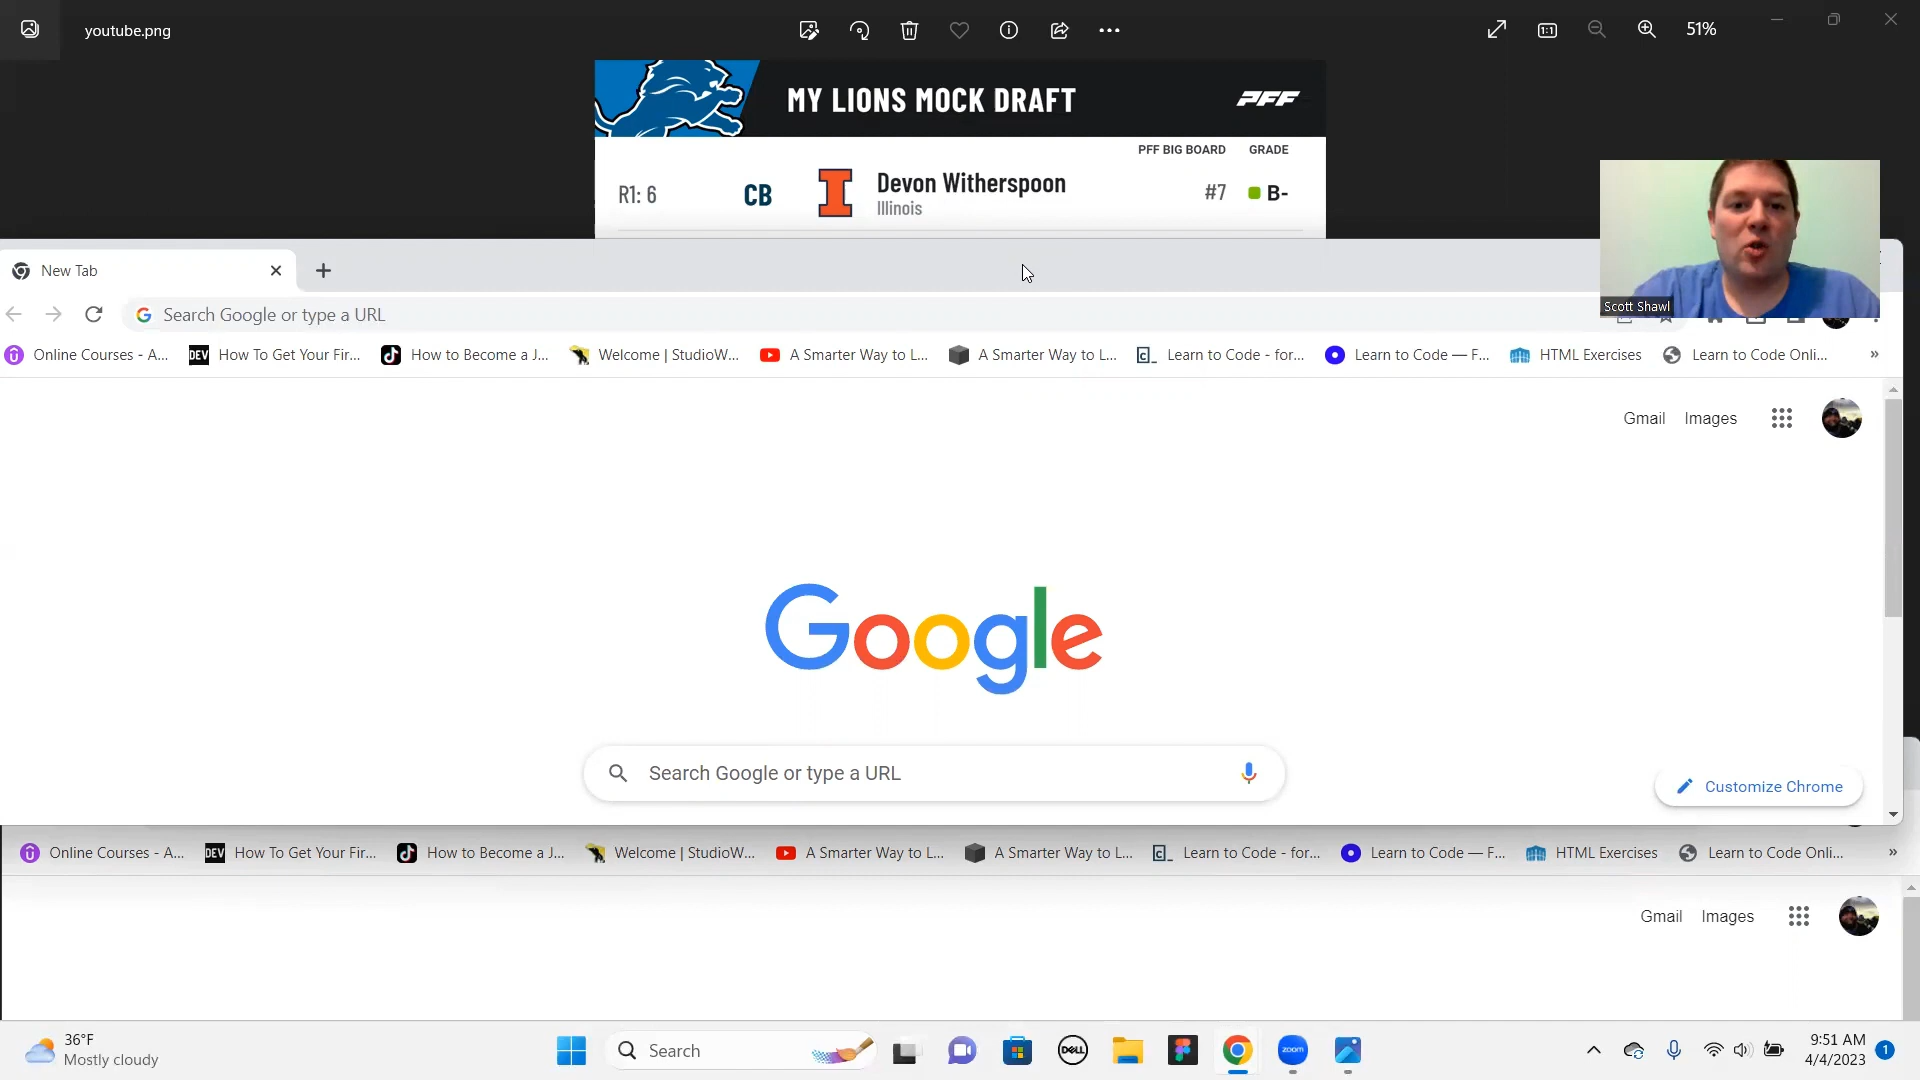 youtube.png
51%
MY LIONS MOCK DRAFT
PFF
PFF BIG BOARD GRADE
R1: 6 CB Devon Witherspoon #7 B-
Illinois
Scott Shawl
New Tab
Search Google or type a URL
Online Courses - A... How To Get Your Fir... How to Become a J... Welcome | StudioW... A Smarter Way to L... A Smarter Way to L... Learn to Code - for... Learn to Code — F... HTML Exercises Learn to Code Onli... »
Gmail Images
Google
Search Google or type a URL
Customize Chrome
Online Courses - A... How To Get Your Fir... How to Become a J... Welcome | StudioW... A Smarter Way to L... A Smarter Way to L... Learn to Code - for... Learn to Code — F... HTML Exercises Learn to Code Onli... »
Gmail Images
36°F
Mostly cloudy
Search
DELL
zoom
9:51 AM
4/4/2023
1